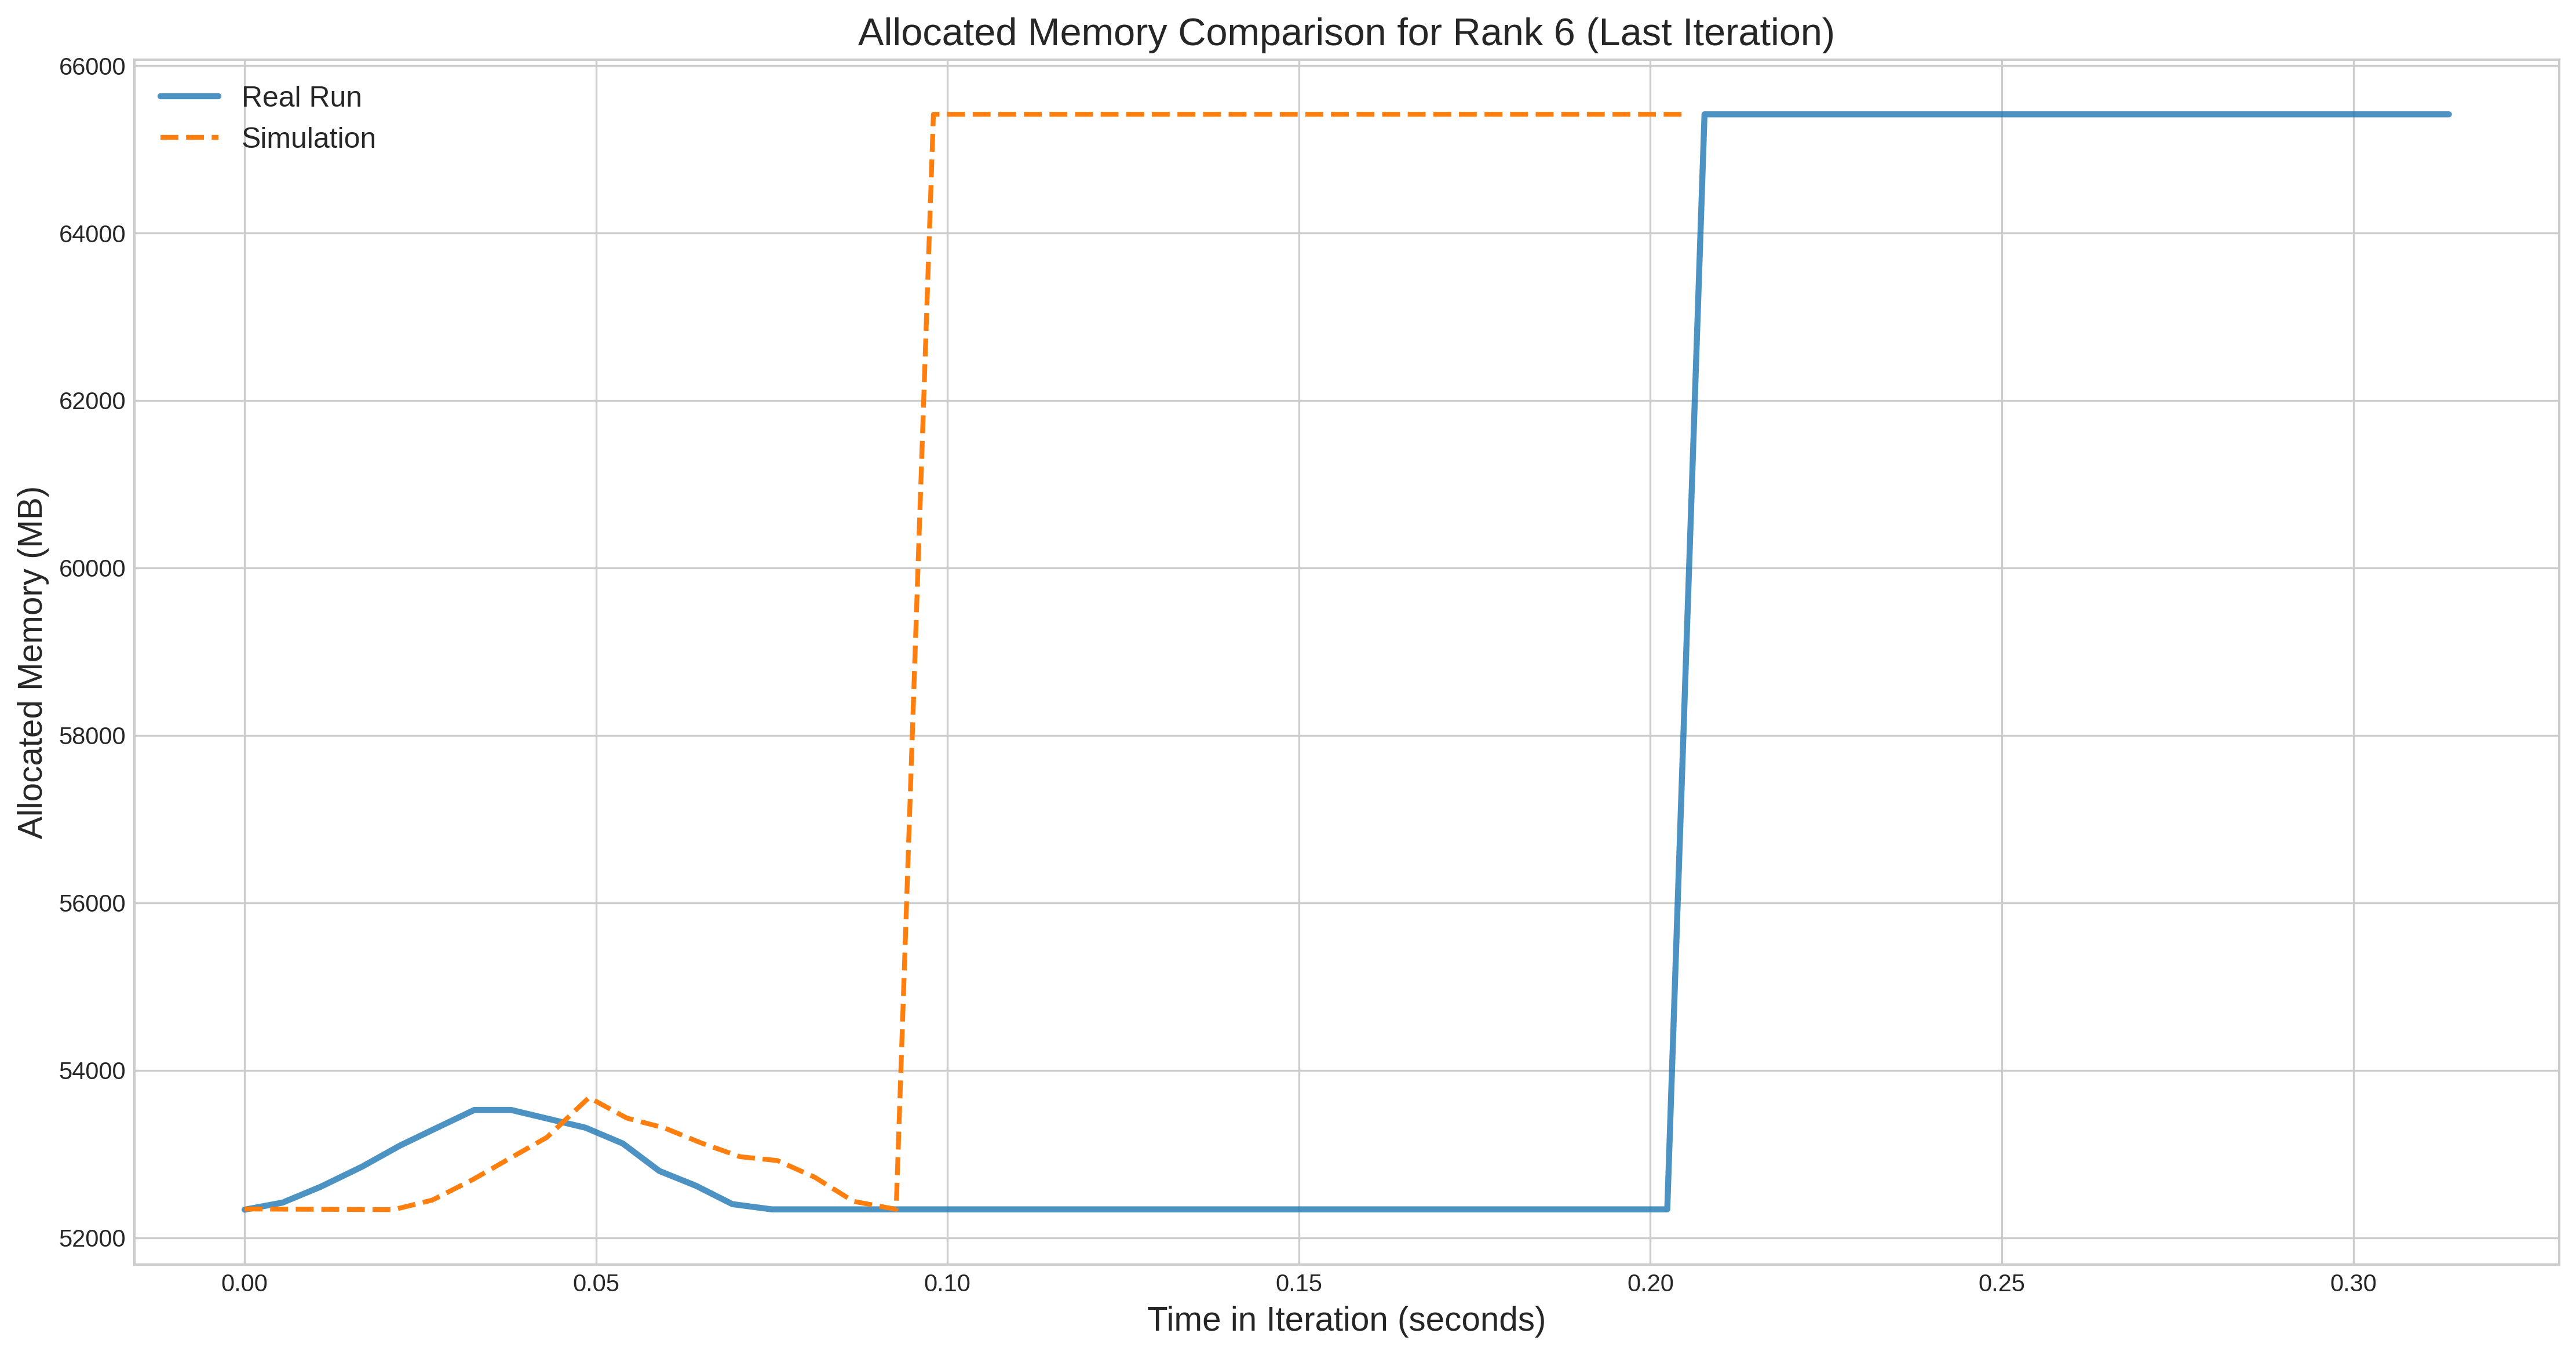 Allocated Memory Comparison for Rank 6 (Last Iteration)
Real Run
Simulation
Allocated Memory (MB)
66000
64000
62000
60000
58000
56000
54000
52000
0.00 0.05 0.10 0.15 0.20 0.25 0.30
Time in Iteration (seconds)